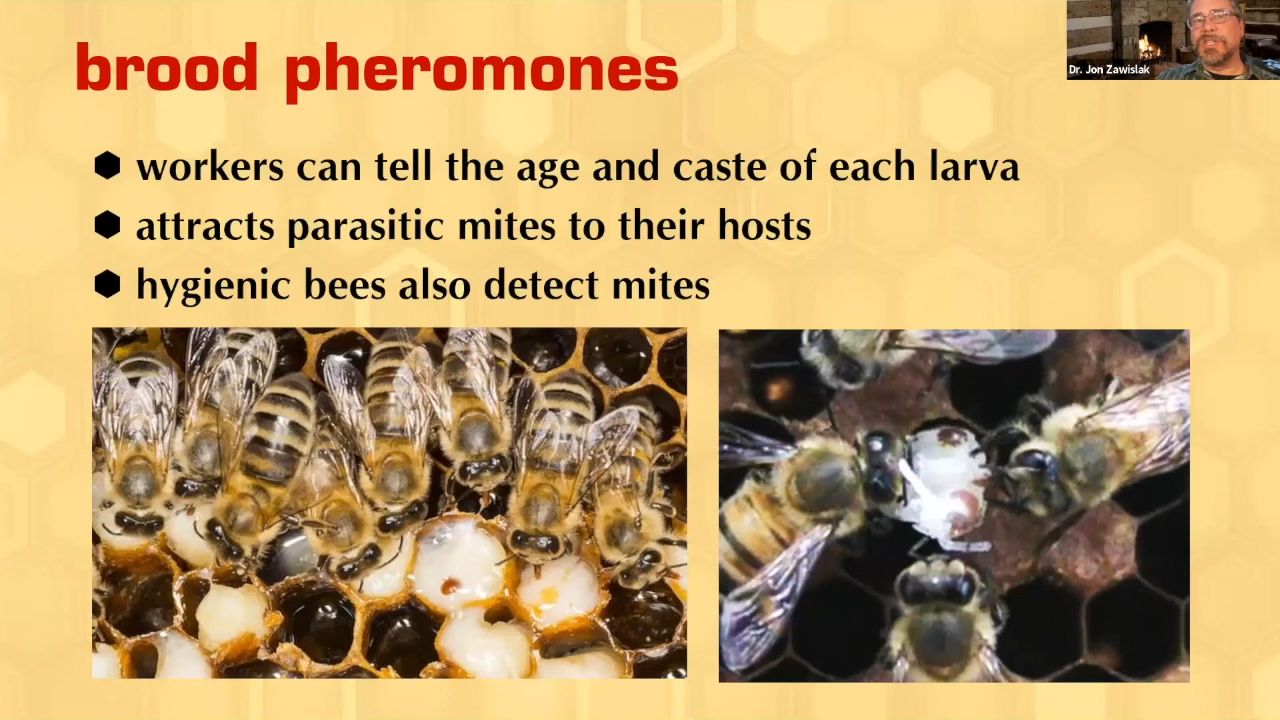 brood pheromones
Dr. Jon Zawislak
workers can tell the age and caste of each larva
attracts parasitic mites to their hosts
hygienic bees also detect mites